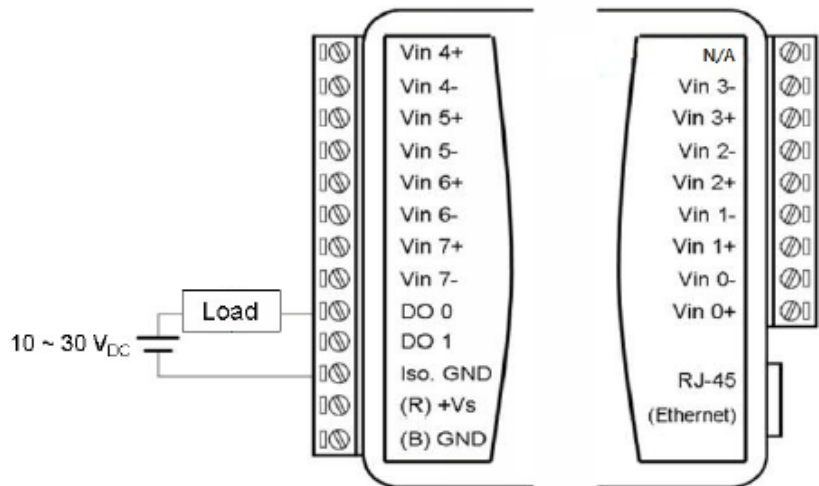 Vin 4+
Vin 4-
Vin 5+
Vin 5-
Vin 6+
Vin 6-
Vin 7+
Vin 7-
DO 0
DO 1
Iso. GND
(R) +Vs
(B) GND
Load
10 ~ 30 VDC
N/A
Vin 3-
Vin 3+
Vin 2-
Vin 2+
Vin 1-
Vin 1+
Vin 0-
Vin 0+
RJ-45
(Ethernet)